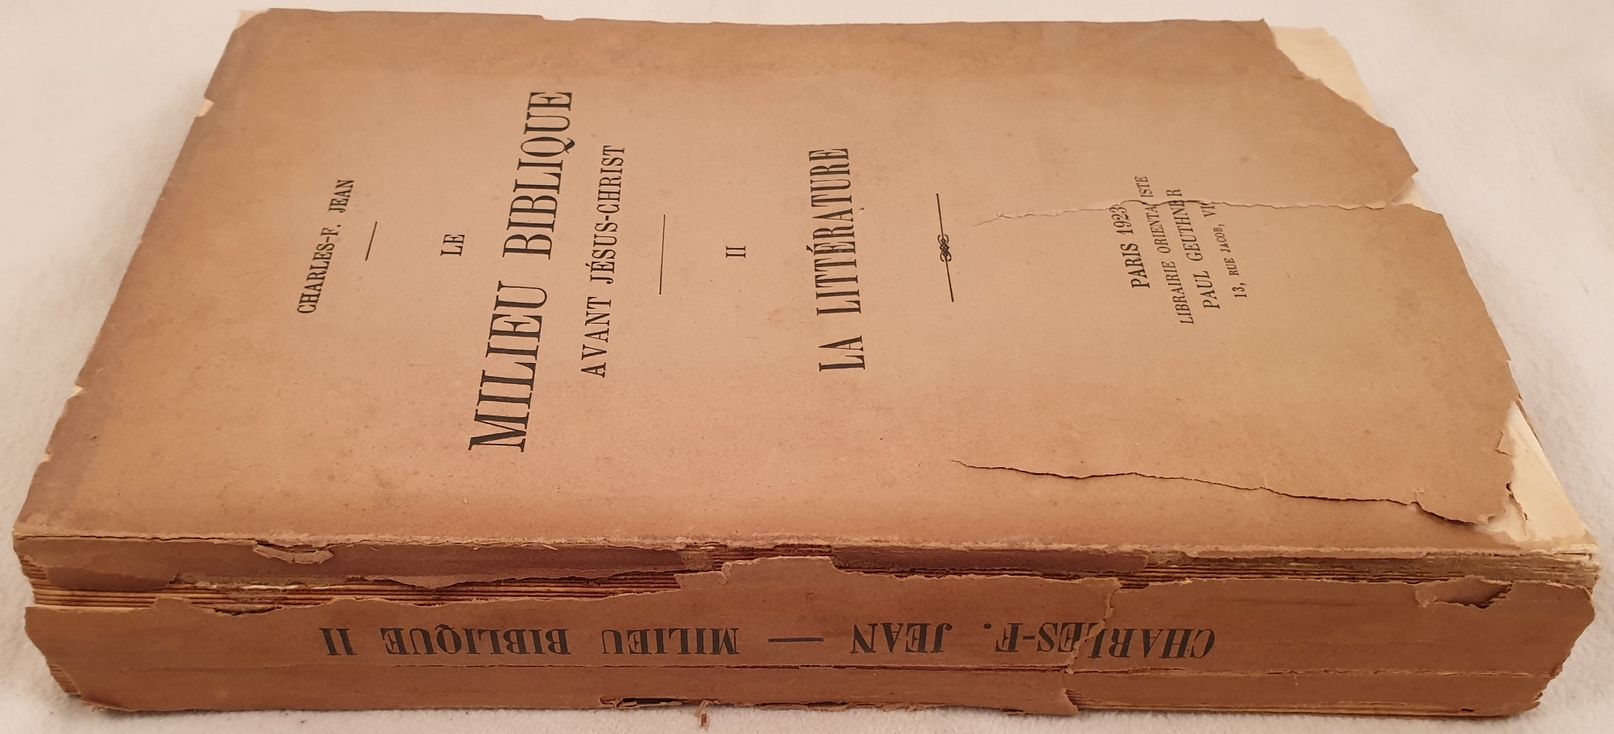 CHARLES-F. JEAN
LE
MILIEU BIBLIQUE
AVANT JÉSUS-CHRIST
II
LA LITTÉRATURE
PARIS 1923
LIBRAIRIE ORIENTALISTE
PAUL GEUTHNER
13, RUE JACOB, VIe
CHARLES-F. JEAN — MILIEU BIBLIQUE II